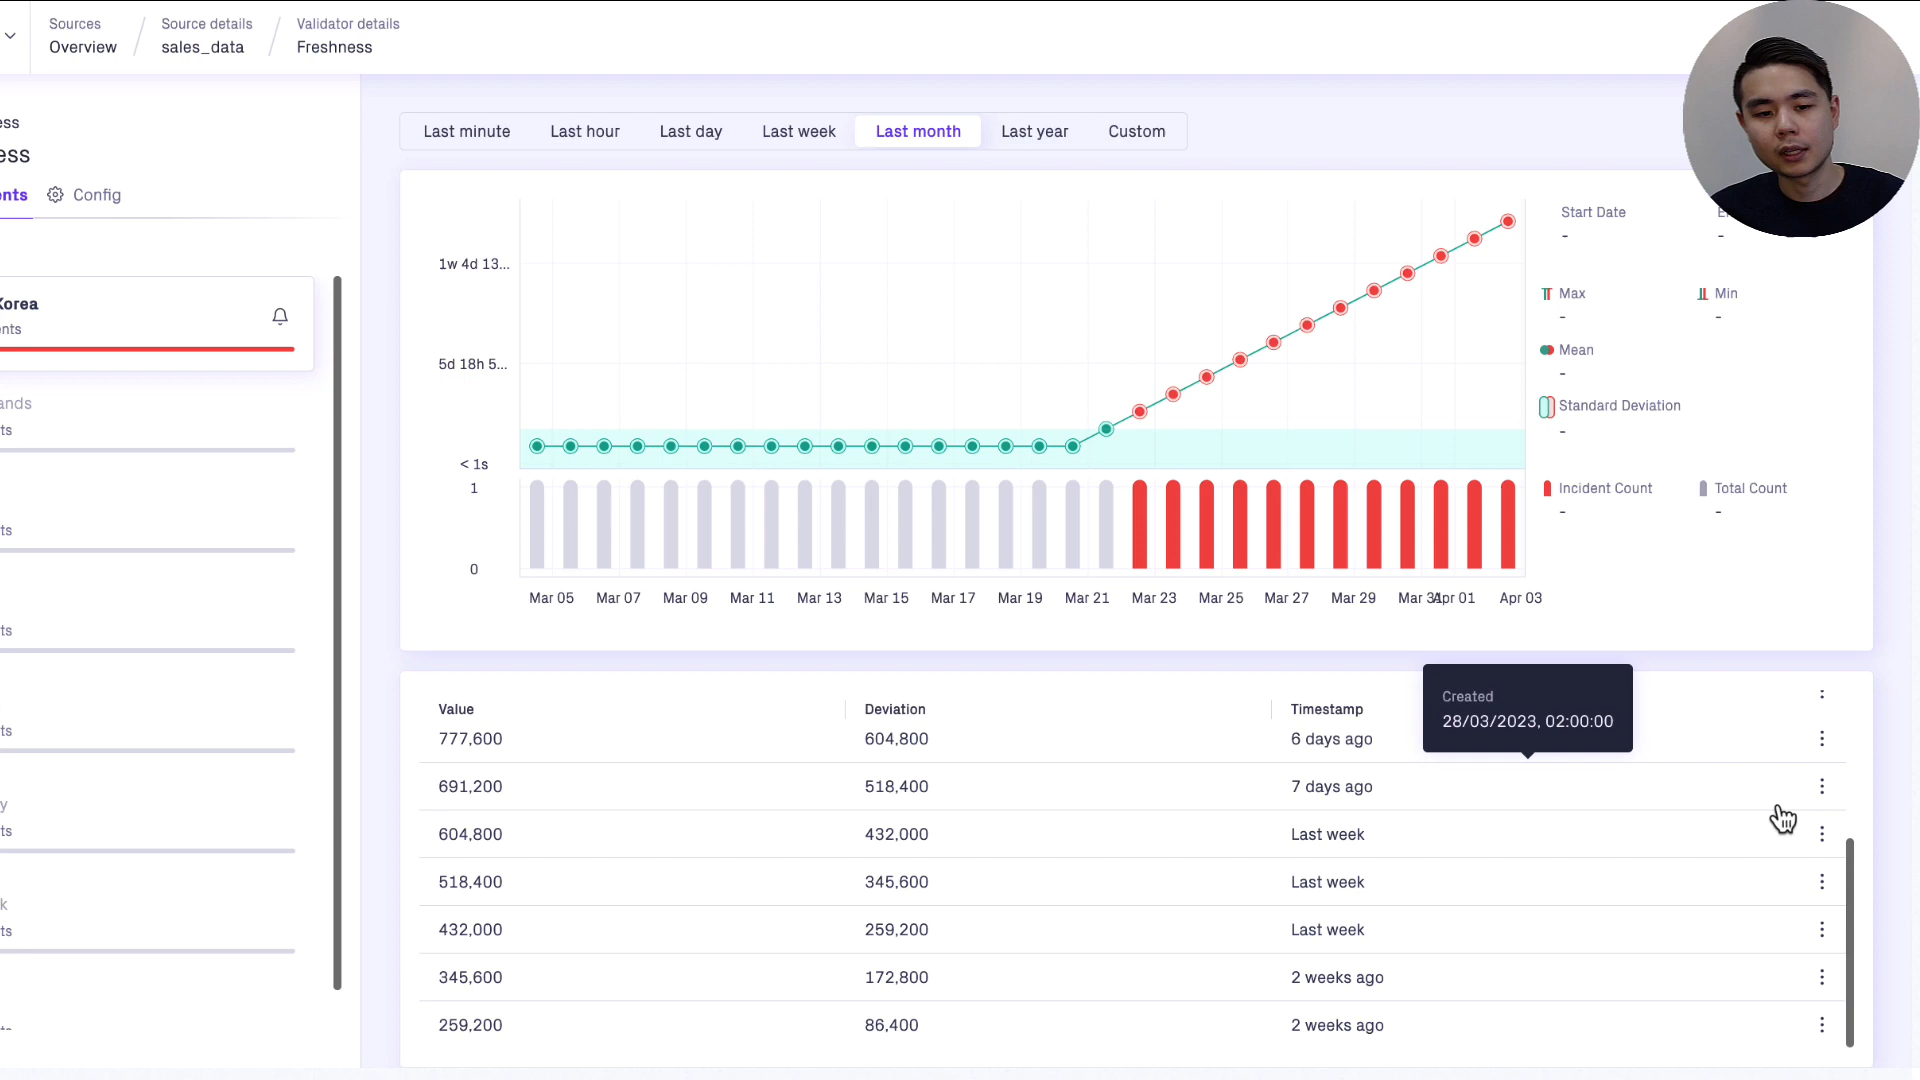 Sources
Overview
Source details
sales_data
Validator details
Freshness
ess
ess
ents
Config
Korea
ents
ands
ts
ts
ts
ts
y
ts
k
ts
Last minute
Last hour
Last day
Last week
Last month
Last year
Custom
1w 4d 13...
5d 18h 5...
< 1s
1
0
Mar 05
Mar 07
Mar 09
Mar 11
Mar 13
Mar 15
Mar 17
Mar 19
Mar 21
Mar 23
Mar 25
Mar 27
Mar 29
Mar 31
Apr 01
Apr 03
Start Date
-
-
Max
-
Min
-
Mean
-
Standard Deviation
-
Incident Count
-
Total Count
-
Created
28/03/2023, 02:00:00
Value Deviation Timestamp
777,600 604,800 6 days ago
691,200 518,400 7 days ago
604,800 432,000 Last week
518,400 345,600 Last week
432,000 259,200 Last week
345,600 172,800 2 weeks ago
259,200 86,400 2 weeks ago